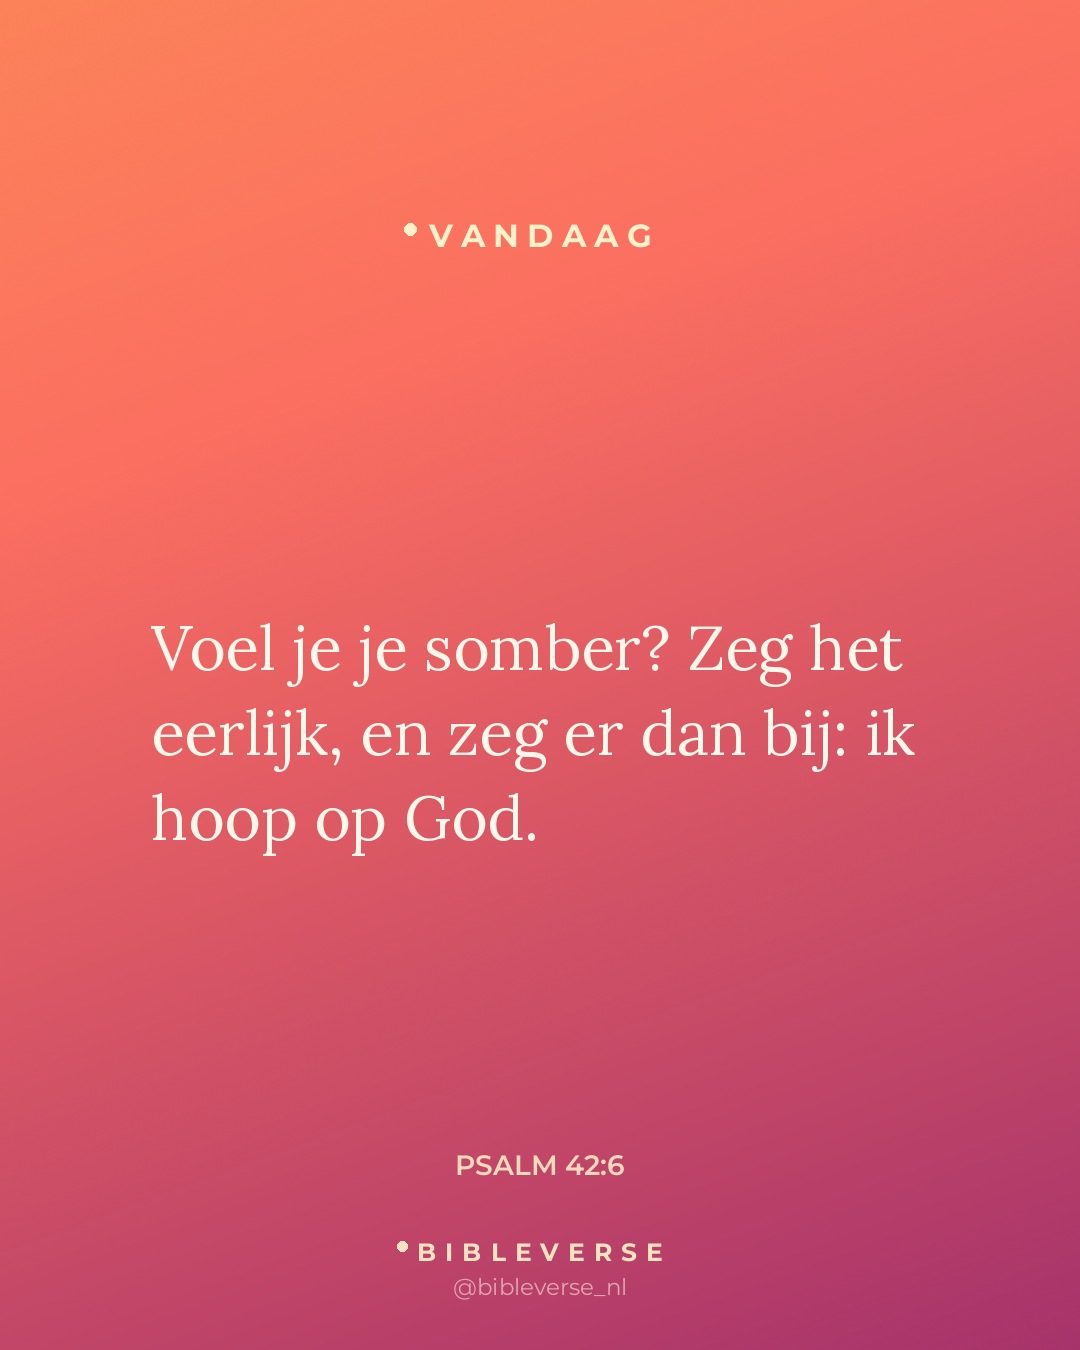 VANDAAG
Voel je je somber? Zeg het
eerlijk, en zeg er dan bij: ik
hoop op God.
PSALM 42:6
BIBLEVERSE
@bibleverse_nl